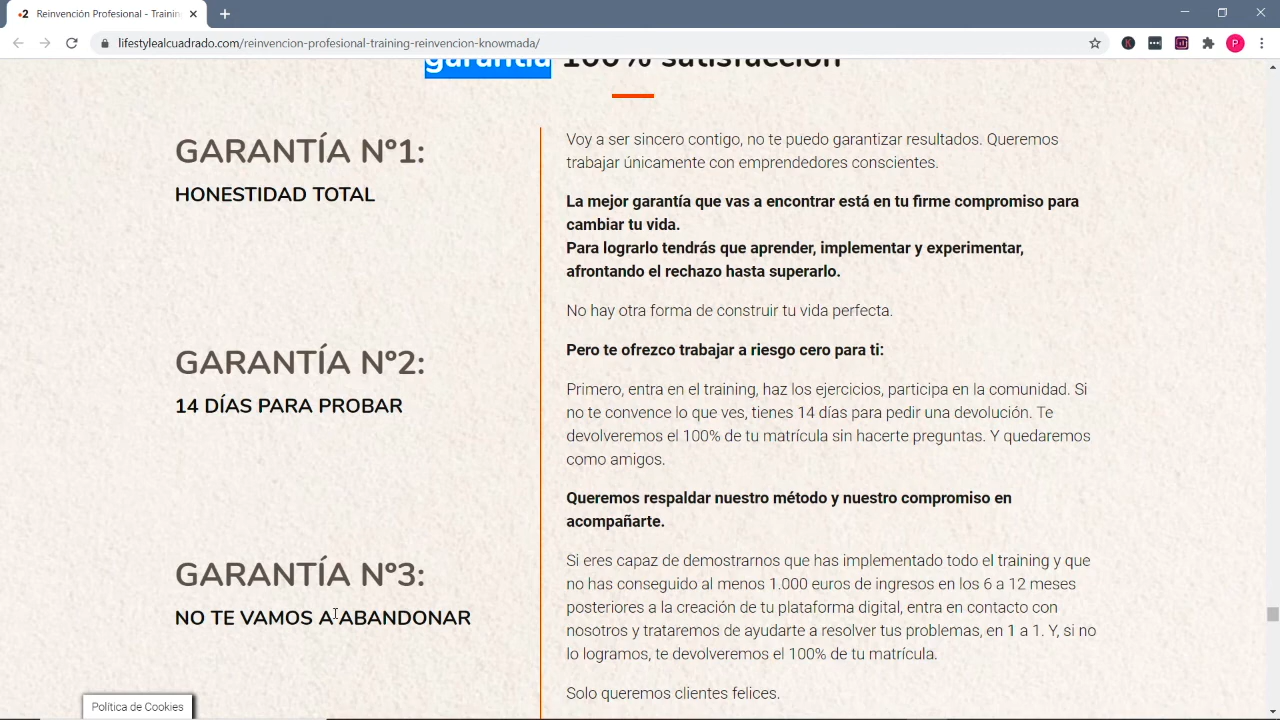 Reinvención Profesional - Trainin
lifestylealcuadrado.com/reinvencion-profesional-training-reinvencion-knowmada/
garantía 100% satisfacción
GARANTÍA Nº1:
HONESTIDAD TOTAL
Voy a ser sincero contigo, no te puedo garantizar resultados. Queremos
trabajar únicamente con emprendedores conscientes.
La mejor garantía que vas a encontrar está en tu firme compromiso para
cambiar tu vida.
Para lograrlo tendrás que aprender, implementar y experimentar,
afrontando el rechazo hasta superarlo.
No hay otra forma de construir tu vida perfecta.
GARANTÍA Nº2:
14 DÍAS PARA PROBAR
Pero te ofrezco trabajar a riesgo cero para ti:
Primero, entra en el training, haz los ejercicios, participa en la comunidad. Si
no te convence lo que ves, tienes 14 días para pedir una devolución. Te
devolveremos el 100% de tu matrícula sin hacerte preguntas. Y quedaremos
como amigos.
Queremos respaldar nuestro método y nuestro compromiso en
acompañarte.
GARANTÍA Nº3:
NO TE VAMOS A ABANDONAR
Si eres capaz de demostrarnos que has implementado todo el training y que
no has conseguido al menos 1.000 euros de ingresos en los 6 a 12 meses
posteriores a la creación de tu plataforma digital, entra en contacto con
nosotros y trataremos de ayudarte a resolver tus problemas, en 1 a 1. Y, si no
lo logramos, te devolveremos el 100% de tu matrícula.
Solo queremos clientes felices.
Política de Cookies